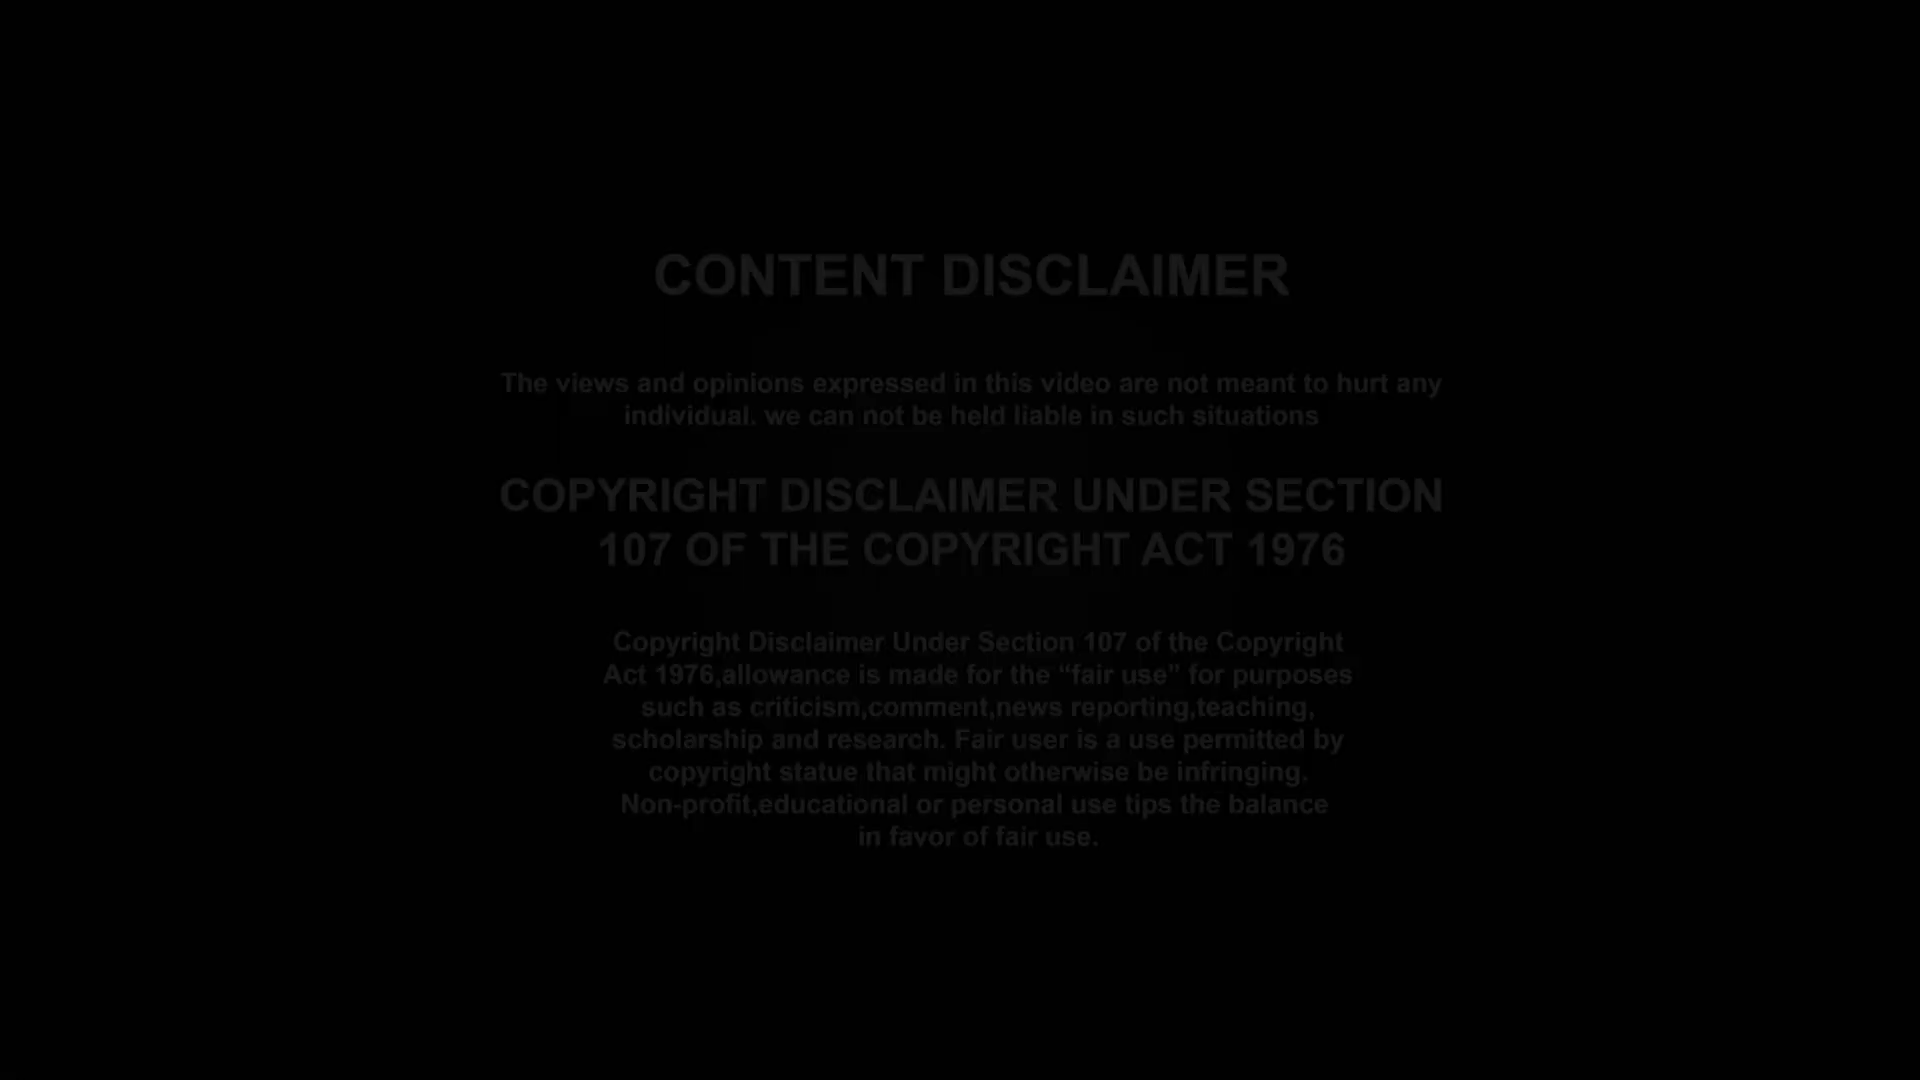 CONTENT DISCLAIMER
The views and opinions expressed in this video are not meant to hurt any
individual. we can not be held liable in such situations
COPYRIGHT DISCLAIMER UNDER SECTION
107 OF THE COPYRIGHT ACT 1976
Copyright Disclaimer Under Section 107 of the Copyright
Act 1976,allowance is made for the “fair use” for purposes
such as criticism,comment,news reporting,teaching,
scholarship and research. Fair user is a use permitted by
copyright statue that might otherwise be infringing.
Non-profit,educational or personal use tips the balance
in favor of fair use.